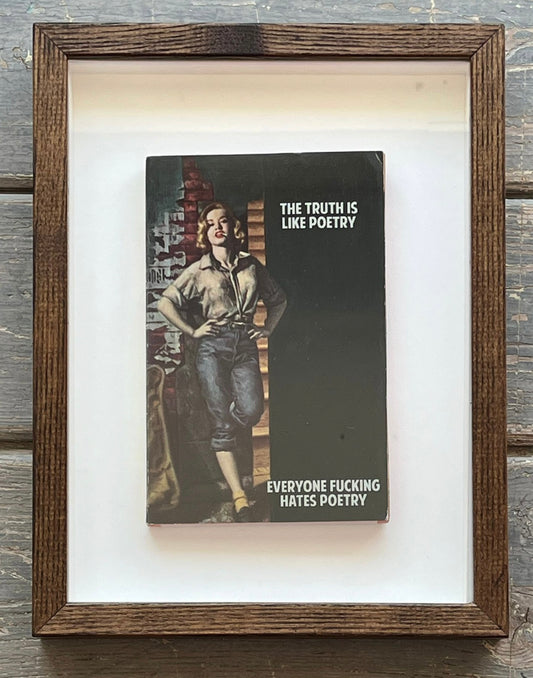 THE TRUTH IS
LIKE POETRY
EVERYONE FUCKING
HATES POETRY